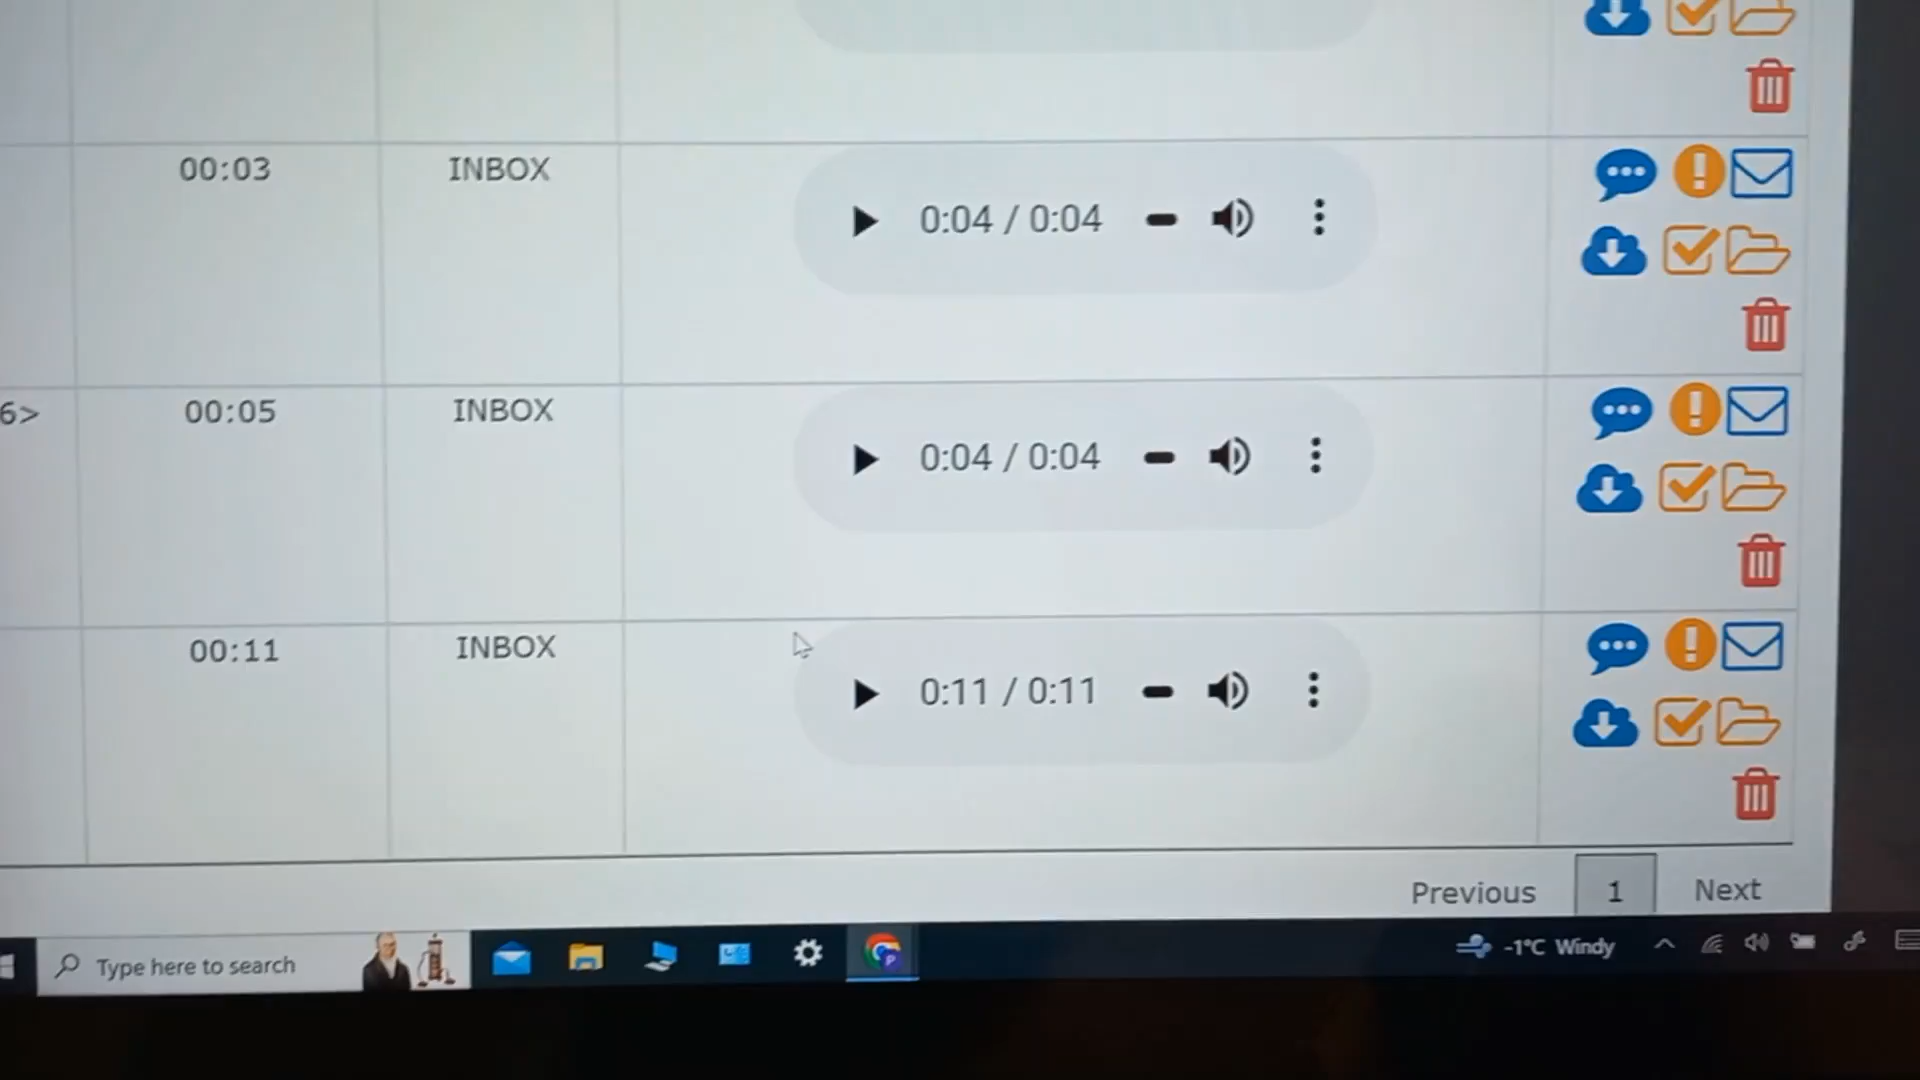 00:03 INBOX 0:04 / 0:04
6> 00:05 INBOX 0:04 / 0:04
00:11 INBOX 0:11 / 0:11
Previous 1 Next
Type here to search -1°C Windy